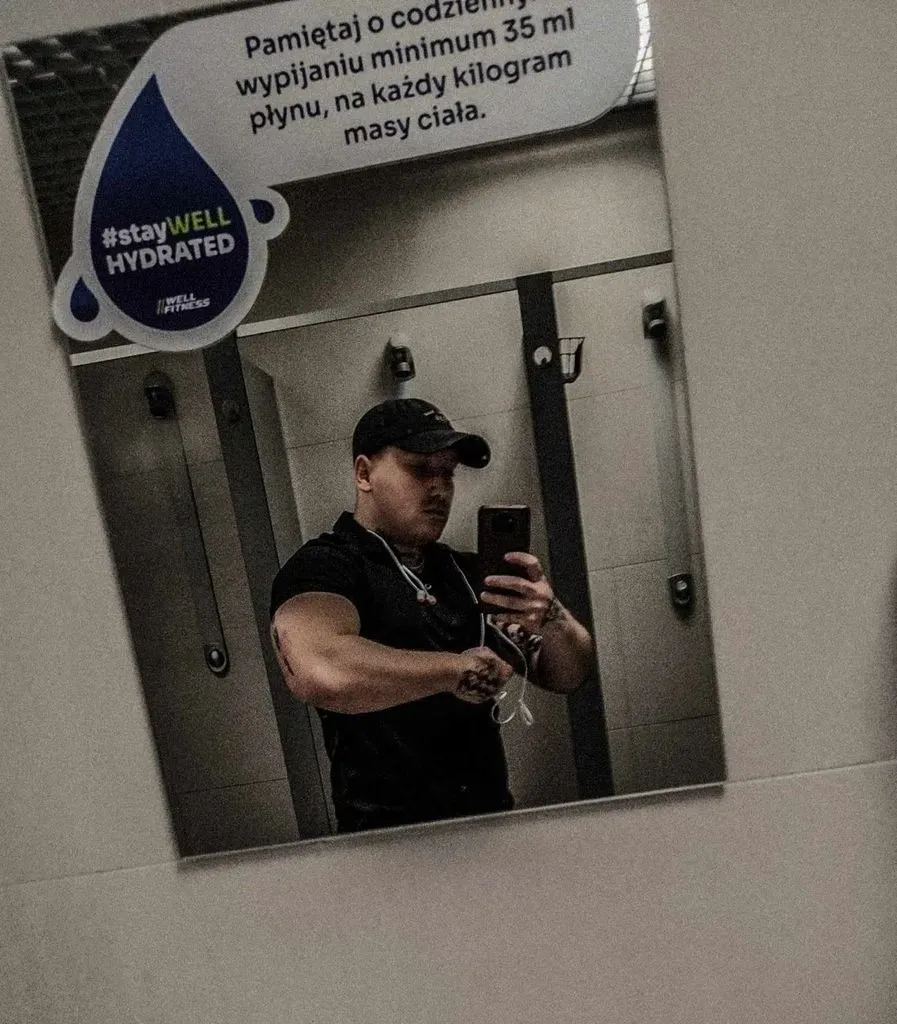 Pamiętaj o
wypijaniu minimum 35 ml
płynu, na każdy kilogram
masy ciała.
#stayWELL
HYDRATED
WELL
FITNESS